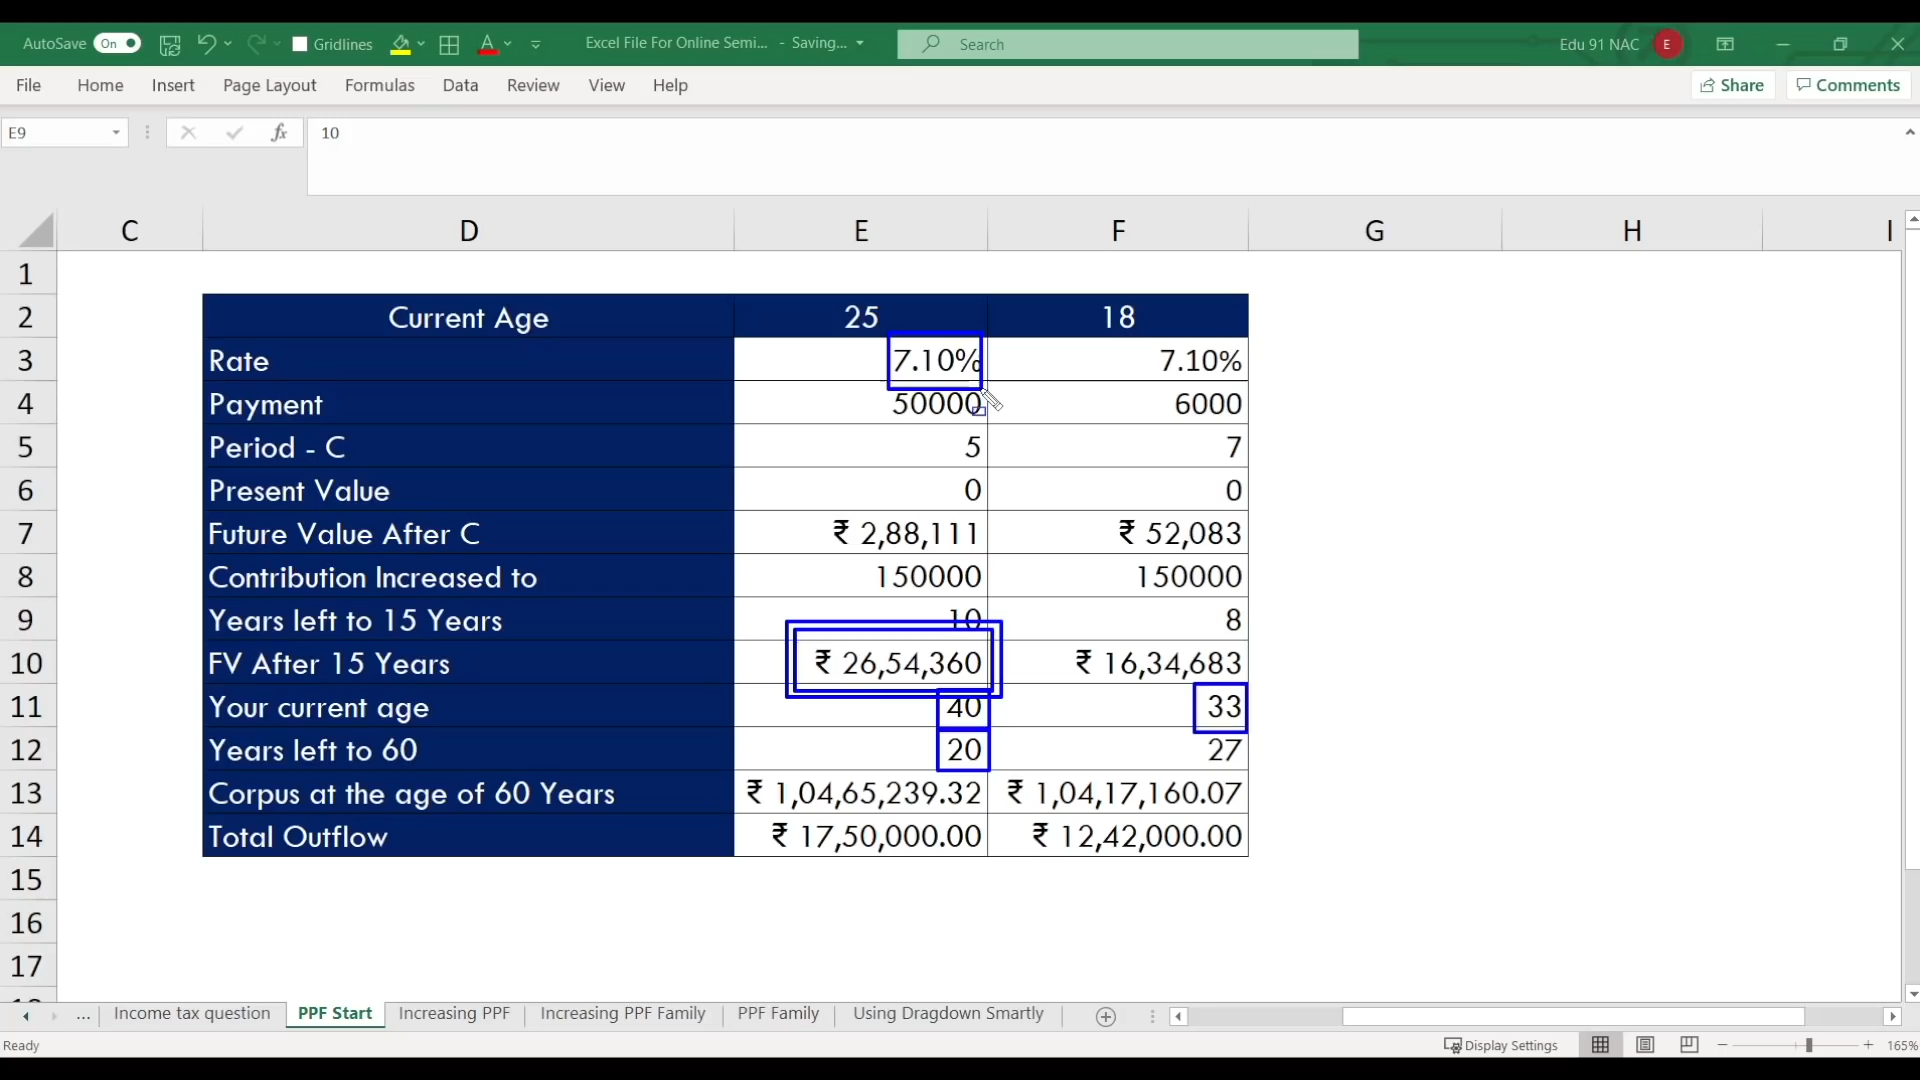 AutoSave On Gridlines A Excel File For Online Semi... - Saving... Search Edu 91 NAC E
File Home Insert Page Layout Formulas Data Review View Help Share Comments
E9 fx 10
C D E F G H I
1
2 Current Age 25 18
3 Rate 7.10% 7.10%
4 Payment 50000 6000
5 Period - C 5 7
6 Present Value 0 0
7 Future Value After C ₹ 2,88,111 ₹ 52,083
8 Contribution Increased to 150000 150000
9 Years left to 15 Years 10 8
10 FV After 15 Years ₹ 26,54,360 ₹ 16,34,683
11 Your current age 40 33
12 Years left to 60 20 27
13 Corpus at the age of 60 Years ₹ 1,04,65,239.32 ₹ 1,04,17,160.07
14 Total Outflow ₹ 17,50,000.00 ₹ 12,42,000.00
15
16
17
... Income tax question PPF Start Increasing PPF Increasing PPF Family PPF Family Using Dragdown Smartly
Ready Display Settings 165%